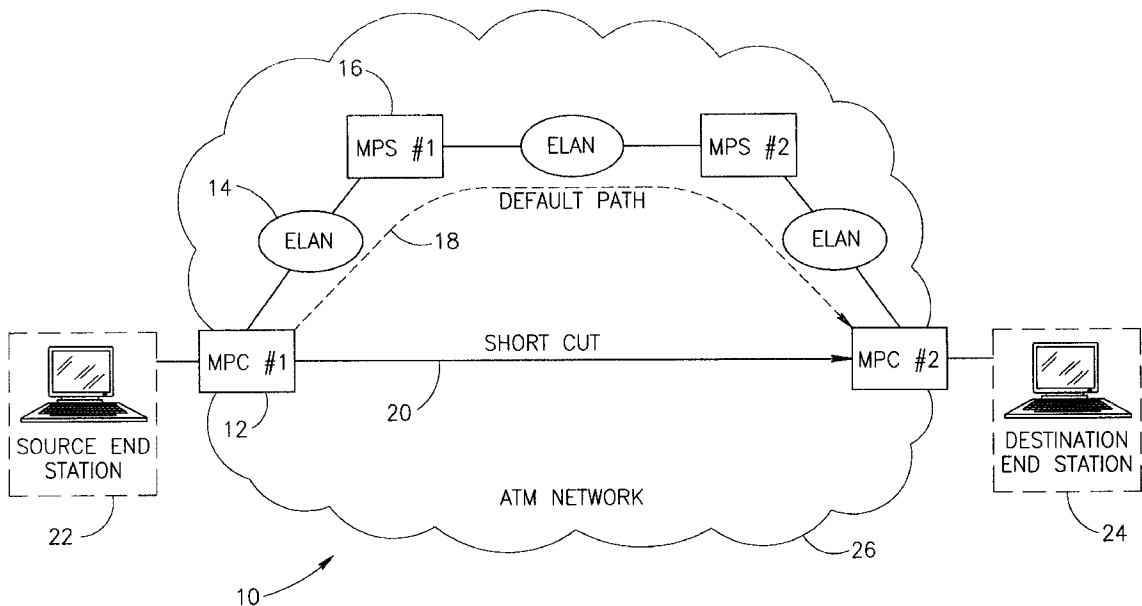 16
MPS #1
ELAN
MPS #2
14
DEFAULT PATH
ELAN
18
ELAN
SHORT CUT
MPC #1
MPC #2
20
12
SOURCE END
STATION
DESTINATION
END STATION
ATM NETWORK
22
26
24
10